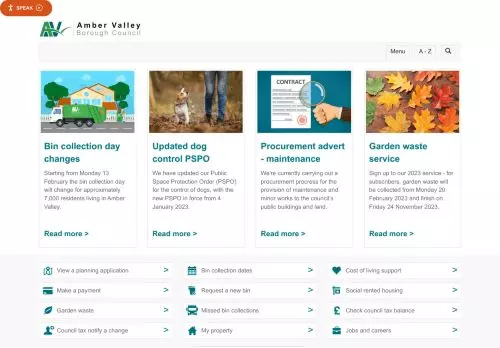 SPEAK
AV
Amber Valley
Borough Council
Menu
A - Z
CONTRACT
Bin collection day
changes
Starting from Monday 13
February the bin collection day
will change for approximately
7,000 residents living in Amber
Valley.
Read more >
Updated dog
control PSPO
We have updated our Public
Space Protection Order (PSPO)
for the control of dogs, with the
new PSPO in force from 4
January 2023.
Read more >
Procurement advert
- maintenance
We're currently carrying out a
procurement process for the
provision of maintenance and
minor works to the council's
public buildings and land.
Read more >
Garden waste
service
Sign up to our 2023 service - for
subscribers, garden waste will
be collected from Monday 20
February 2023 and finish on
Friday 24 November 2023.
Read more >
View a planning application >
Bin collection dates >
Cost of living support >
Make a payment >
Request a new bin >
Social rented housing >
Garden waste >
Missed bin collections >
Check council tax balance >
Council tax notify a change >
My property >
Jobs and careers >